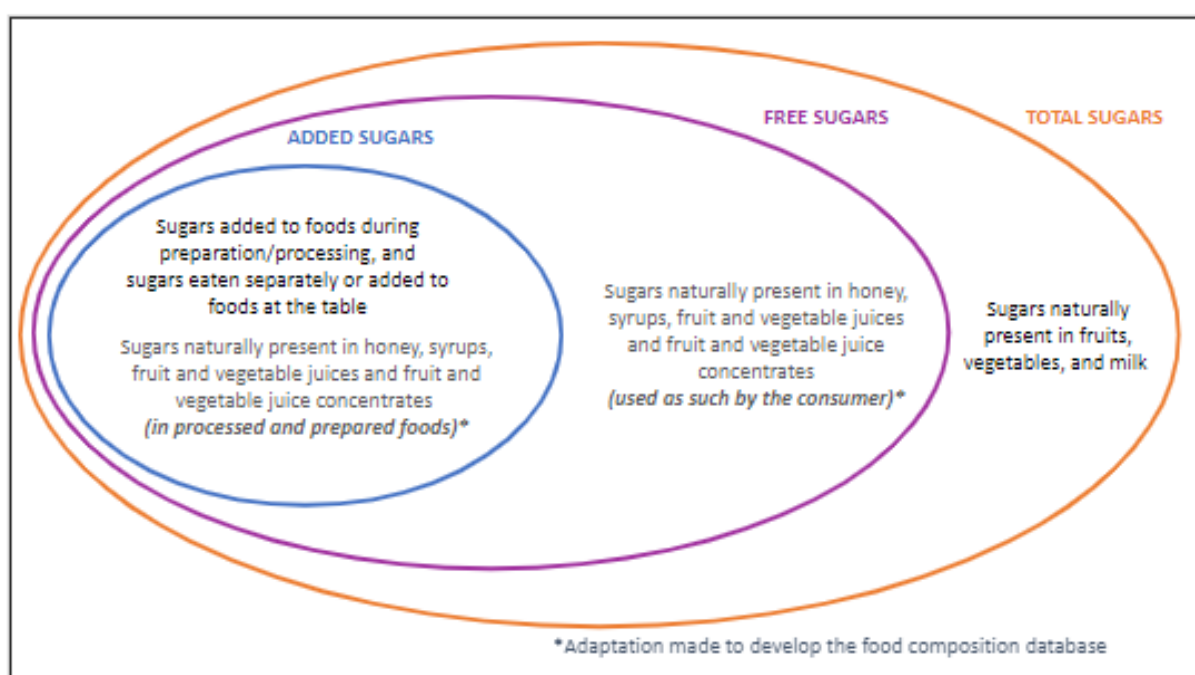 FREE SUGARS
TOTAL SUGARS
ADDED SUGARS
Sugars added to foods during
preparation/processing, and
sugars eaten separately or added to
foods at the table
Sugars naturally present in honey, syrups,
fruit and vegetable juices and fruit and
vegetable juice concentrates
(in processed and prepared foods)*
Sugars naturally present in honey,
syrups, fruit and vegetable juices
and fruit and vegetable juice
concentrates
(used as such by the consumer)*
Sugars naturally
present in fruits,
vegetables, and milk
*Adaptation made to develop the food composition database